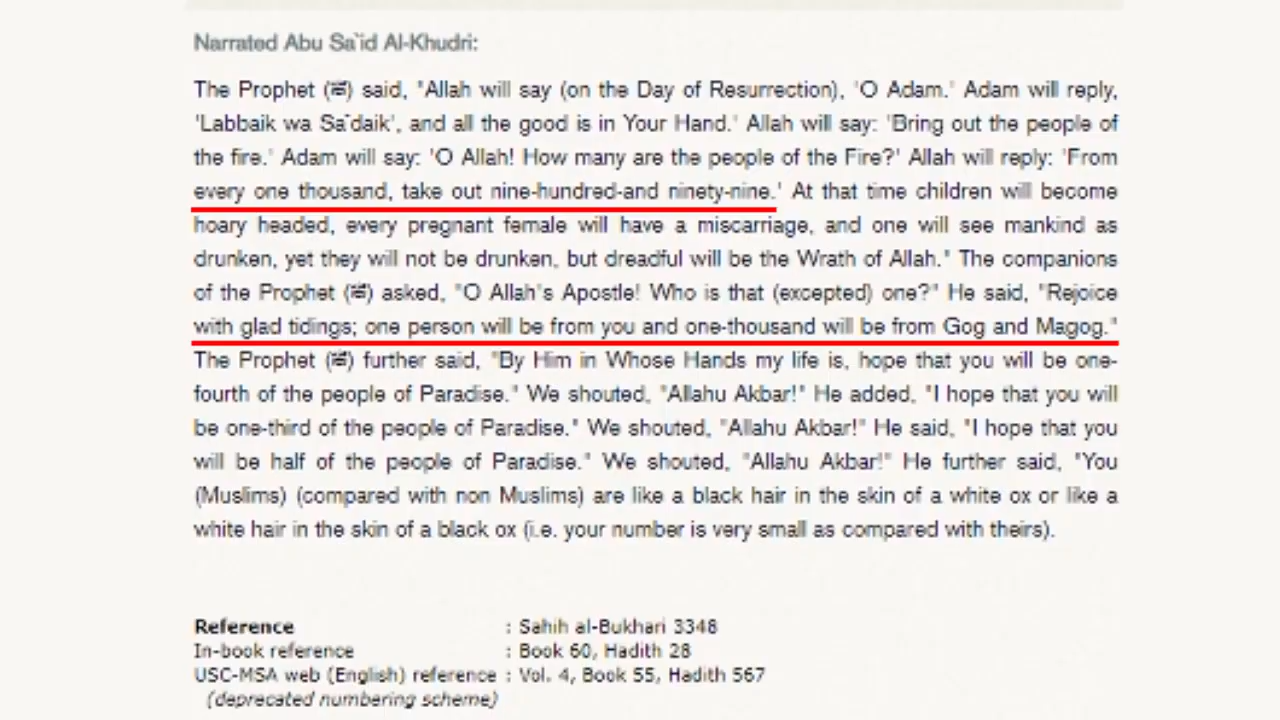 Narrated Abu Sa`id Al-Khudri:
The Prophet (ﷺ) said, "Allah will say (on the Day of Resurrection), 'O Adam.' Adam will reply,
'Labbaik wa Sa`daik', and all the good is in Your Hand.' Allah will say: 'Bring out the people of
the fire.' Adam will say: 'O Allah! How many are the people of the Fire?' Allah will reply: 'From
every one thousand, take out nine-hundred-and ninety-nine.' At that time children will become
hoary headed, every pregnant female will have a miscarriage, and one will see mankind as
drunken, yet they will not be drunken, but dreadful will be the Wrath of Allah." The companions
of the Prophet (ﷺ) asked, "O Allah's Apostle! Who is that (excepted) one?" He said, "Rejoice
with glad tidings; one person will be from you and one-thousand will be from Gog and Magog."
The Prophet (ﷺ) further said, "By Him in Whose Hands my life is, hope that you will be one-
fourth of the people of Paradise." We shouted, "Allahu Akbar!" He added, "I hope that you will
be one-third of the people of Paradise." We shouted, "Allahu Akbar!" He said, "I hope that you
will be half of the people of Paradise." We shouted, "Allahu Akbar!" He further said, "You
(Muslims) (compared with non Muslims) are like a black hair in the skin of a white ox or like a
white hair in the skin of a black ox (i.e. your number is very small as compared with theirs).
Reference : Sahih al-Bukhari 3348
In-book reference : Book 60, Hadith 28
USC-MSA web (English) reference : Vol. 4, Book 55, Hadith 567
(deprecated numbering scheme)